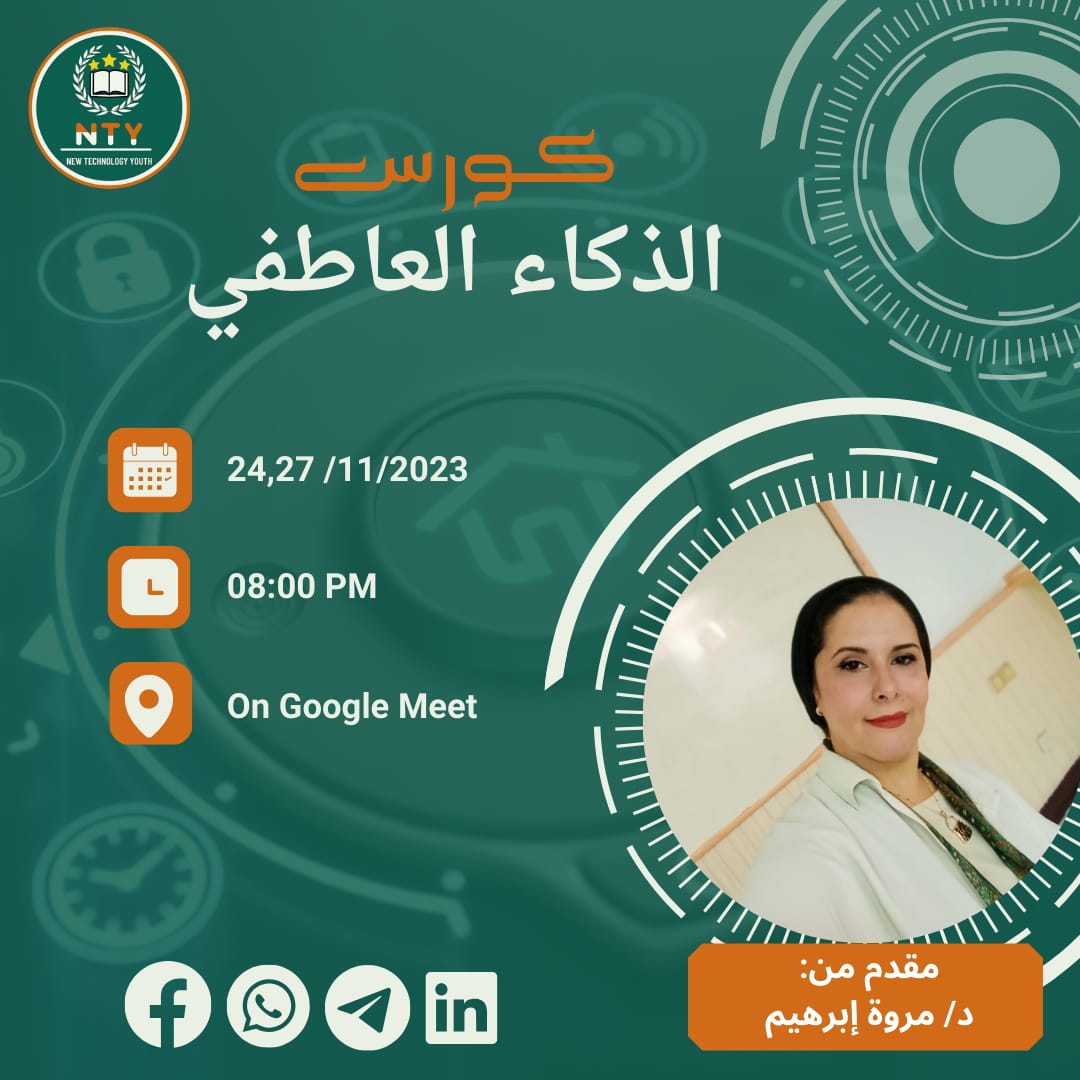 NTY
NEW TECHNOLOGY YOUTH
كورس
الذكاء العاطفي
24,27 /11/2023
08:00 PM
On Google Meet
مقدم من:
د/ مروة إبرهيم